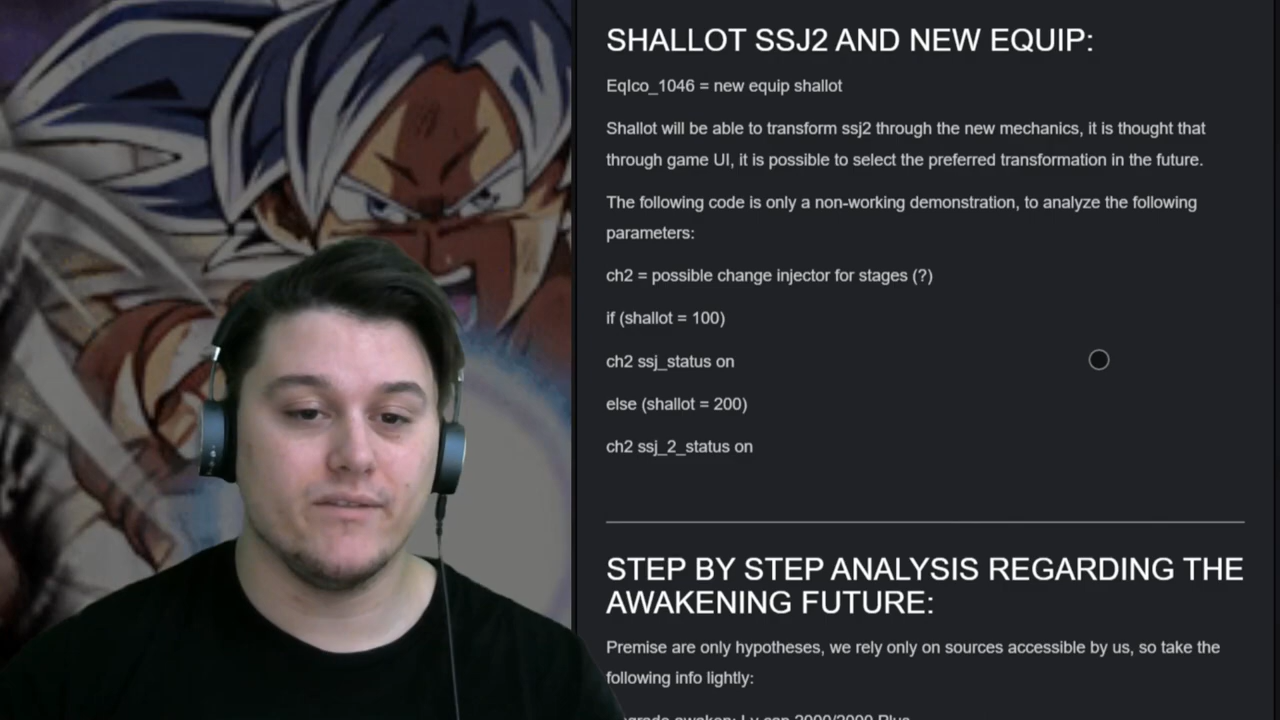 SHALLOT SSJ2 AND NEW EQUIP:
EqIco_1046 = new equip shallot
Shallot will be able to transform ssj2 through the new mechanics, it is thought that
through game UI, it is possible to select the preferred transformation in the future.
The following code is only a non-working demonstration, to analyze the following
parameters:
ch2 = possible change injector for stages (?)
if (shallot = 100)
ch2 ssj_status on
else (shallot = 200)
ch2 ssj_2_status on
STEP BY STEP ANALYSIS REGARDING THE
AWAKENING FUTURE:
Premise are only hypotheses, we rely only on sources accessible by us, so take the
following info lightly: